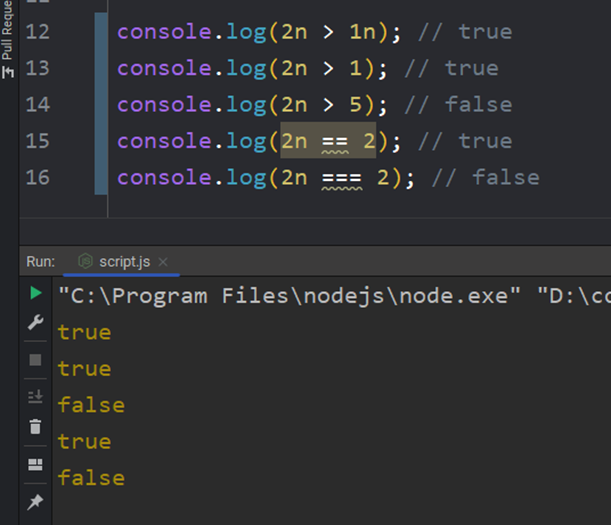 Pull Reque
12 console.log(2n > 1n); // true
13 console.log(2n > 1); // true
14 console.log(2n > 5); // false
15 console.log(2n == 2); // true
16 console.log(2n === 2); // false
Run: script.js ×
"C:\Program Files\nodejs\node.exe" "D:\co
true
true
false
true
false